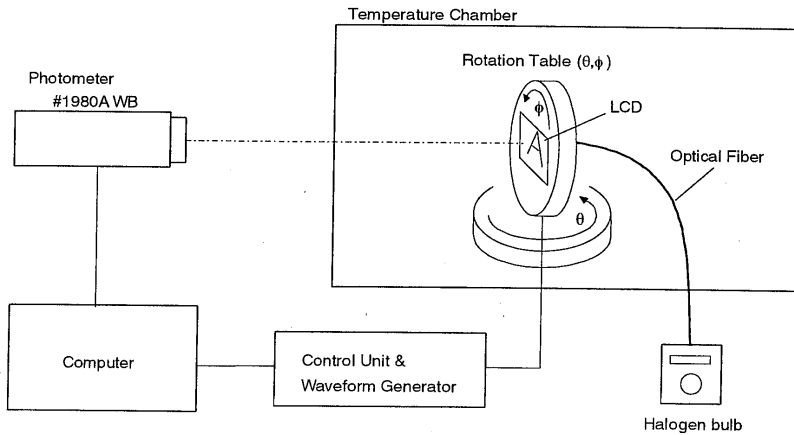 Temperature Chamber
Rotation Table (θ,ϕ)
Photometer
#1980A WB
ϕ
LCD
A
Optical Fiber
θ
Computer
Control Unit &
Waveform Generator
Halogen bulb